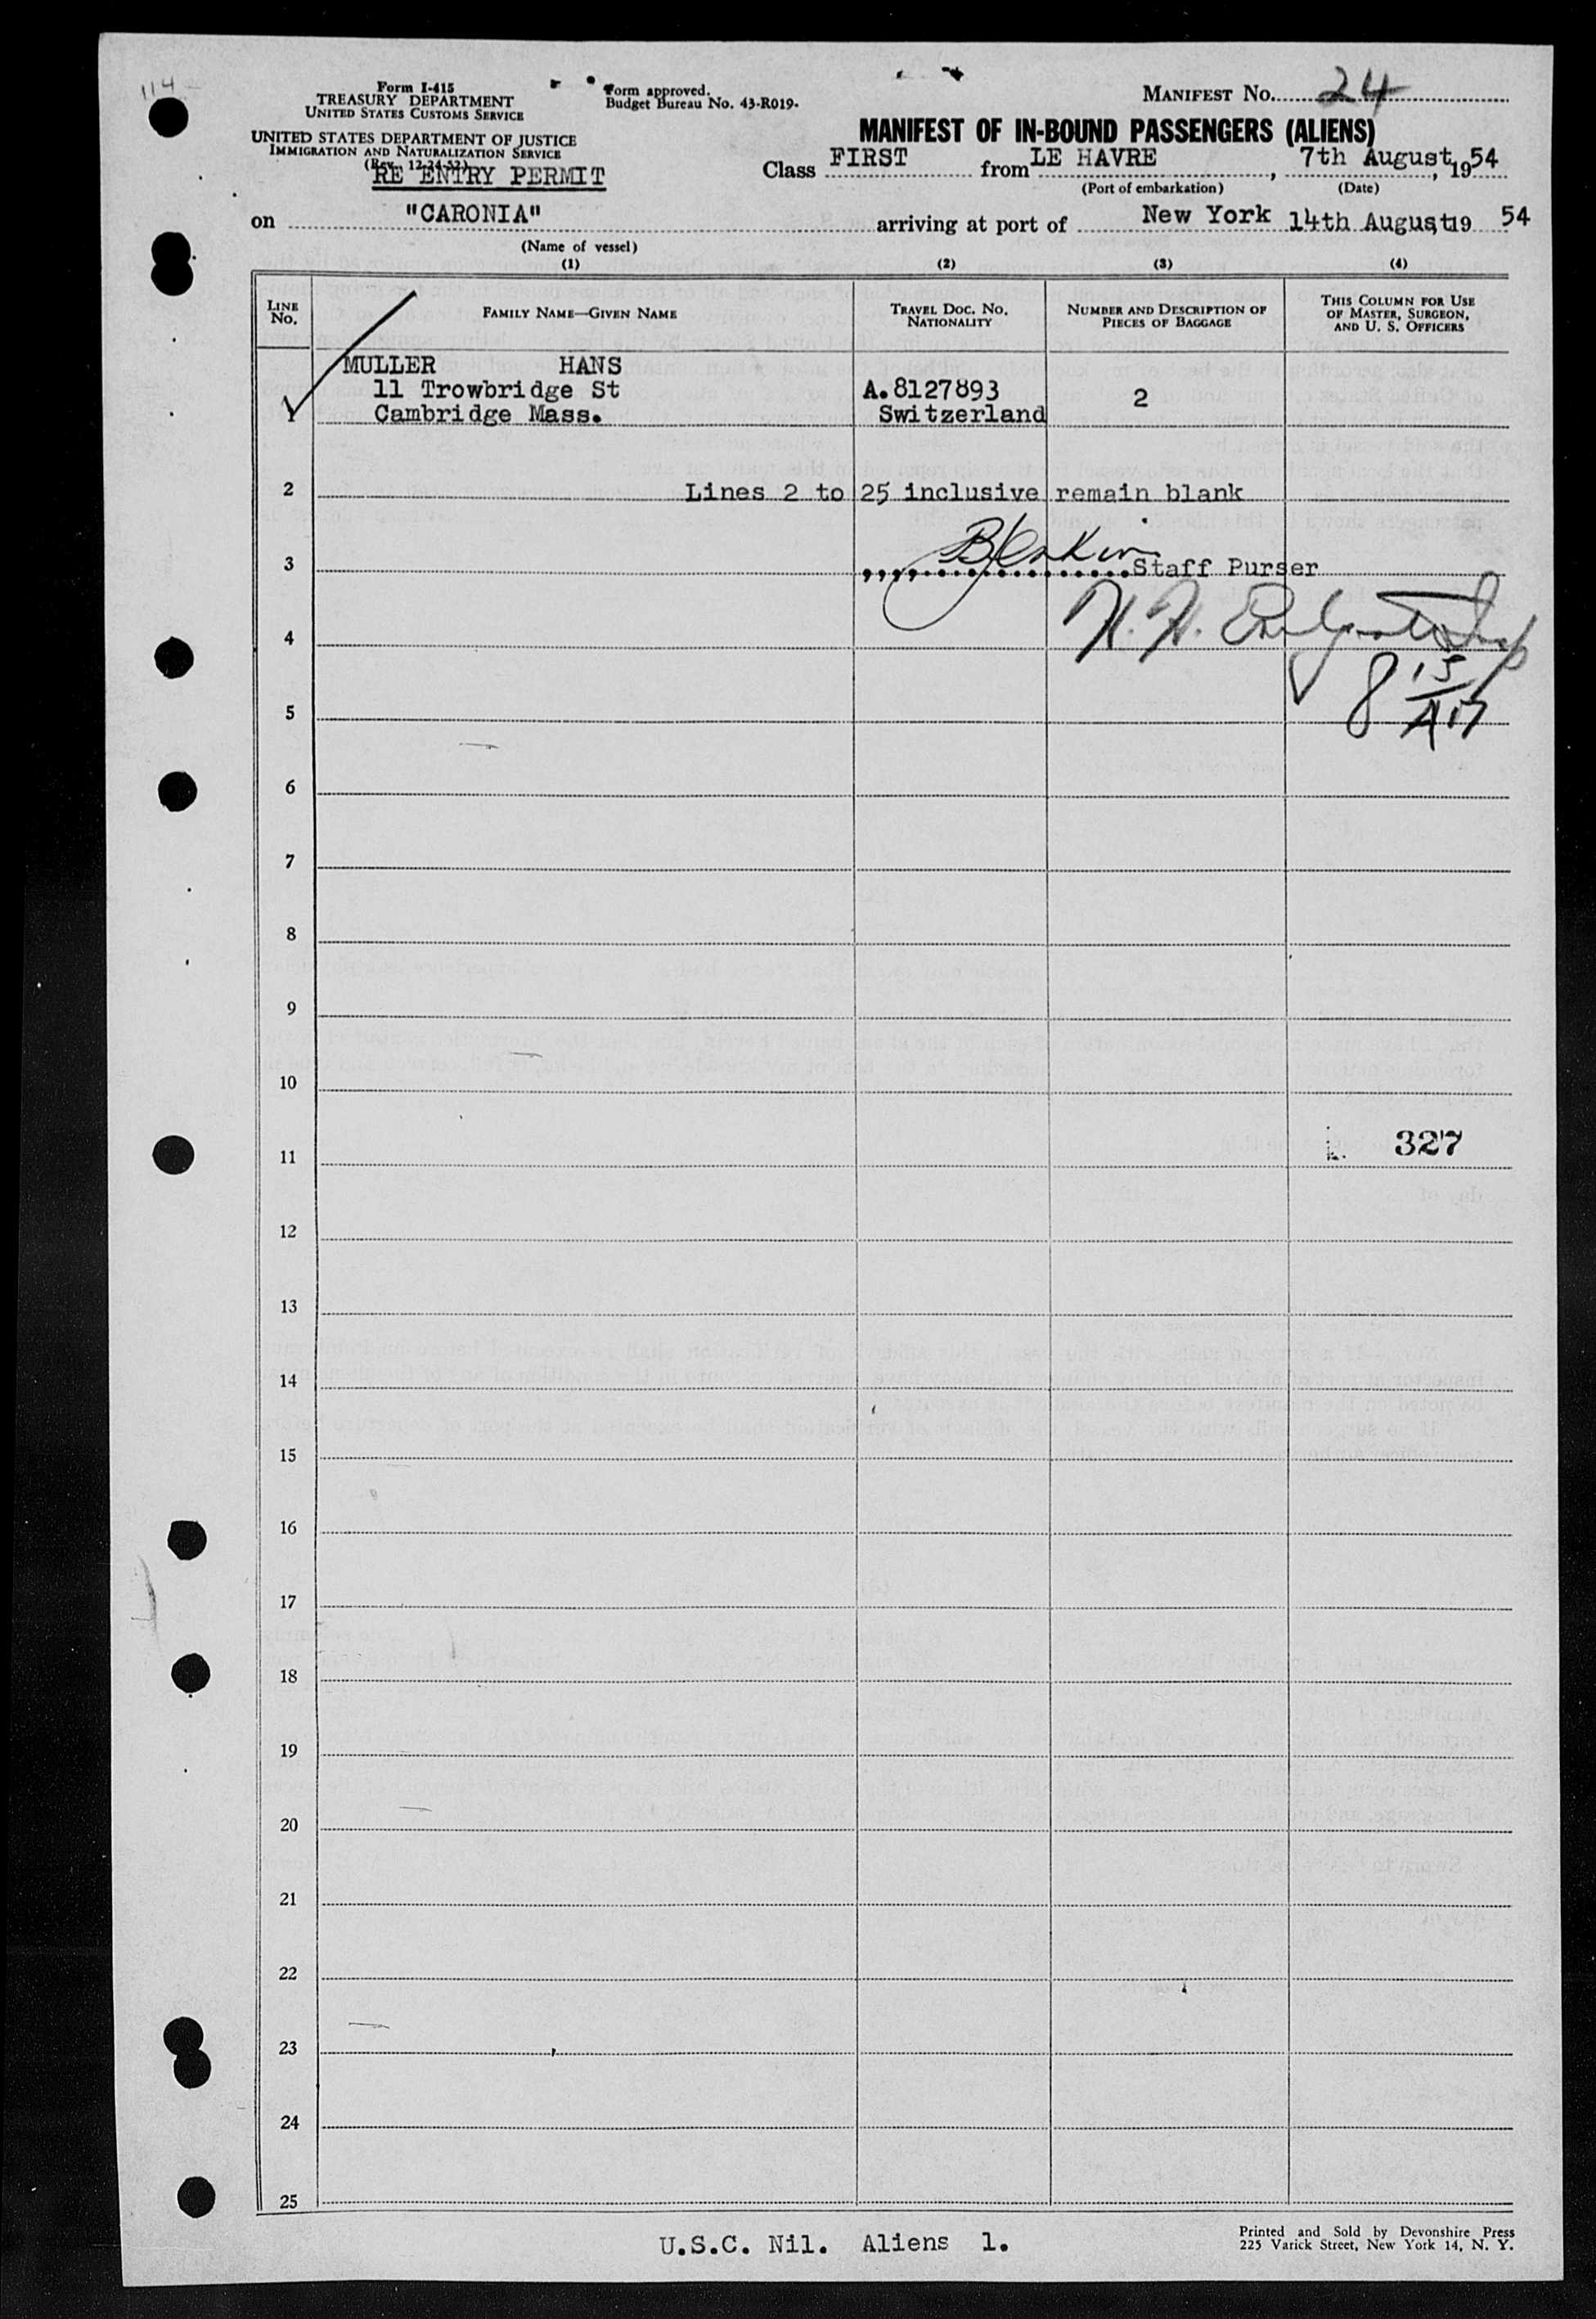 114
Form I-415
TREASURY DEPARTMENT
UNITED STATES CUSTOMS SERVICE
Form approved.
Budget Bureau No. 43-R019.
MANIFEST No. 24
UNITED STATES DEPARTMENT OF JUSTICE
IMMIGRATION AND NATURALIZATION SERVICE
(Rev. 12-24-52)
RE ENTRY PERMIT
MANIFEST OF IN-BOUND PASSENGERS (ALIENS)
Class FIRST from LE HAVRE, 7th August, 1954
(Port of embarkation) (Date)
on "CARONIA" arriving at port of New York 14th August, 19 54
(Name of vessel)
(1) (2) (3) (4)
LINE No. FAMILY NAME—GIVEN NAME TRAVEL DOC. NO. NATIONALITY NUMBER AND DESCRIPTION OF PIECES OF BAGGAGE THIS COLUMN FOR USE OF MASTER, SURGEON, AND U. S. OFFICERS
MULLER HANS
11 Trowbridge St A.8127893 2
1 Cambridge Mass. Switzerland
2 Lines 2 to 25 inclusive remain blank
3 Staff Purser
4
5 8 15
6
7
8
9
10
11 327
12
13
14
15
16
17
18
19
20
21
22
23
24
25
U.S.C. Nil. Aliens 1.
Printed and Sold by Devonshire Press
225 Varick Street, New York 14, N. Y.